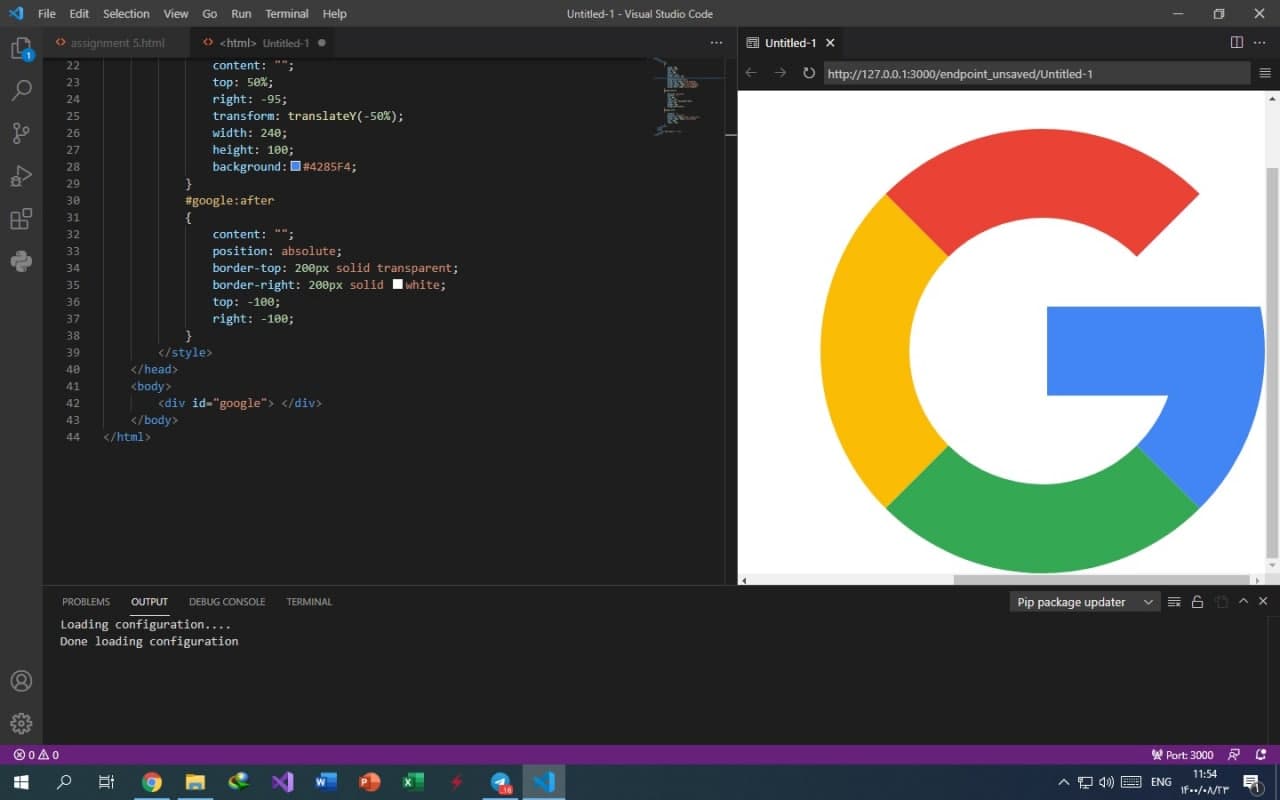 File Edit Selection View Go Run Terminal Help Untitled-1 - Visual Studio Code
assignment 5.html <html> Untitled-1
Untitled-1
http://127.0.0.1:3000/endpoint_unsaved/Untitled-1
1
22 content: "";
23 top: 50%;
24 right: -95;
25 transform: translateY(-50%);
26 width: 240;
27 height: 100;
28 background: #4285F4;
29 }
30 #google:after
31 {
32 content: "";
33 position: absolute;
34 border-top: 200px solid transparent;
35 border-right: 200px solid white;
36 top: -100;
37 right: -100;
38 }
39 </style>
40 </head>
41 <body>
42 <div id="google"> </div>
43 </body>
44 </html>
PROBLEMS OUTPUT DEBUG CONSOLE TERMINAL Pip package updater
Loading configuration....
Done loading configuration
0 0 Port: 3000
W P X 16 ENG 11:54
۱۴۰۰/۰۸/۲۳ 1